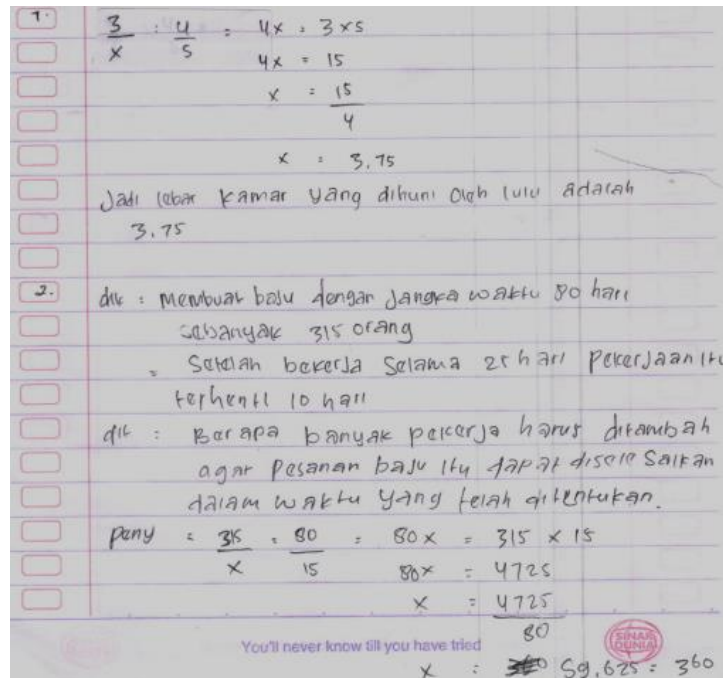 1. 3/x : 4/5 = 4x = 3 x 5
4x = 15
x = 15/4
x = 3.75
Jadi lebar kamar yang dihuni oleh lulu adalah
3.75
2. dik : Membuat baju dengan jangka waktu 80 hari
sebanyak 315 orang
= Setelah bekerja selama 25 hari pekerjaan itu
terhenti 10 hari
dit : Berapa banyak pekerja harus ditambah
agar pesanan baju itu dapat diselesaikan
dalam waktu yang telah ditentukan.
peny = 315/x = 80/15 = 80x = 315 x 15
80x = 4725
x = 4725/80
You'll never know till you have tried
SINAR DUNIA
x = 59.625 = 360